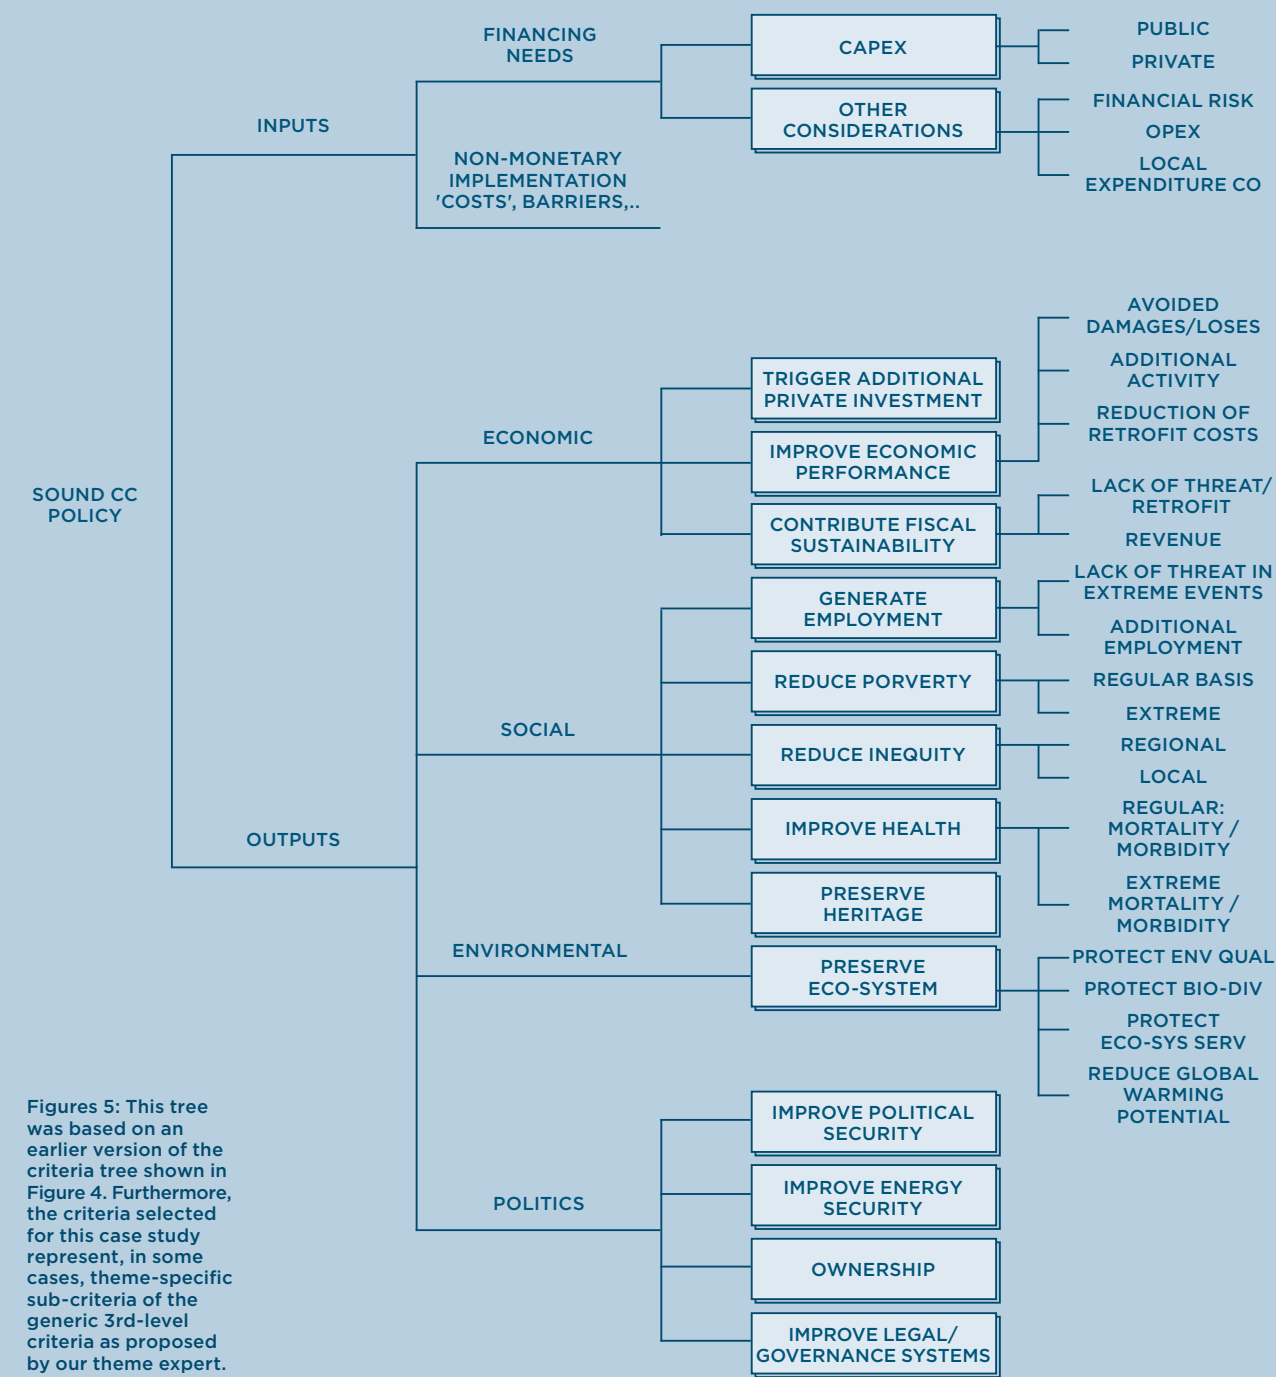 SOUND CC
POLICY
INPUTS
FINANCING
NEEDS
CAPEX
PUBLIC
PRIVATE
OTHER
CONSIDERATIONS
FINANCIAL RISK
OPEX
LOCAL
EXPENDITURE CO
NON-MONETARY
IMPLEMENTATION
'COSTS', BARRIERS,..
OUTPUTS
ECONOMIC
TRIGGER ADDITIONAL
PRIVATE INVESTMENT
IMPROVE ECONOMIC
PERFORMANCE
AVOIDED
DAMAGES/LOSES
ADDITIONAL
ACTIVITY
REDUCTION OF
RETROFIT COSTS
CONTRIBUTE FISCAL
SUSTAINABILITY
LACK OF THREAT/
RETROFIT
REVENUE
SOCIAL
GENERATE
EMPLOYMENT
LACK OF THREAT IN
EXTREME EVENTS
ADDITIONAL
EMPLOYMENT
REDUCE PORVERTY
REGULAR BASIS
EXTREME
REDUCE INEQUITY
REGIONAL
LOCAL
IMPROVE HEALTH
REGULAR:
MORTALITY /
MORBIDITY
EXTREME
MORTALITY /
MORBIDITY
PRESERVE
HERITAGE
ENVIRONMENTAL
PRESERVE
ECO-SYSTEM
PROTECT ENV QUAL
PROTECT BIO-DIV
PROTECT
ECO-SYS SERV
REDUCE GLOBAL
WARMING
POTENTIAL
POLITICS
IMPROVE POLITICAL
SECURITY
IMPROVE ENERGY
SECURITY
OWNERSHIP
IMPROVE LEGAL/
GOVERNANCE SYSTEMS
Figures 5: This tree
was based on an
earlier version of the
criteria tree shown in
Figure 4. Furthermore,
the criteria selected
for this case study
represent, in some
cases, theme-specific
sub-criteria of the
generic 3rd-level
criteria as proposed
by our theme expert.